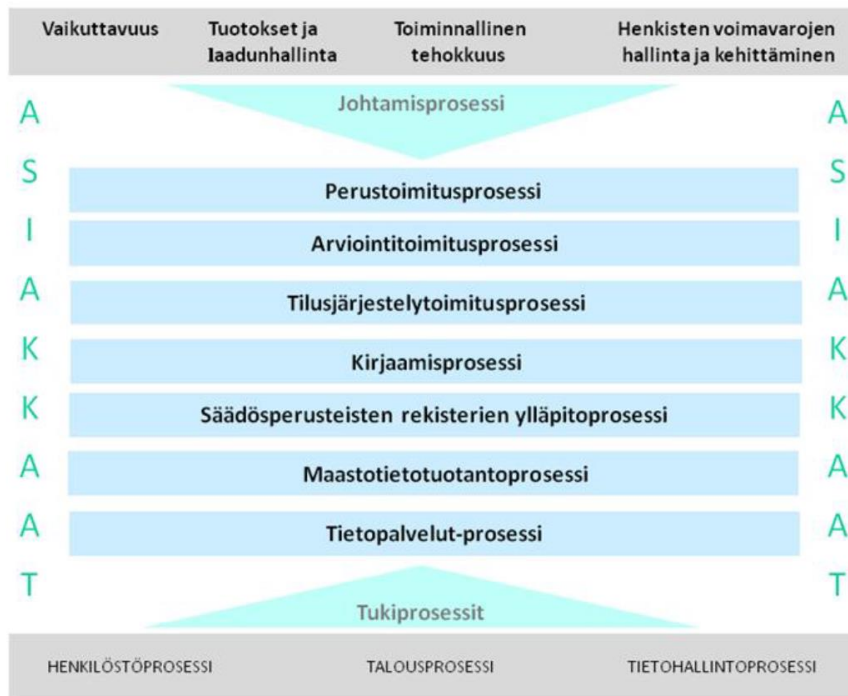 Vaikuttavuus
Tuotokset ja
laadunhallinta
Toiminnallinen
tehokkuus
Henkisten voimavarojen
hallinta ja kehittäminen
Johtamisprosessi
A
S
I
A
K
K
A
A
T
Perustoimitusprosessi
Arviointitoimitusprosessi
Tilusjärjestelytoimitusprosessi
Kirjaamisprosessi
Säädösperusteisten rekisterien ylläpitoprosessi
Maastotietotuotantoprosessi
Tietopalvelut-prosessi
A
S
I
A
K
K
A
A
T
Tukiprosessit
HENKILÖSTÖPROSESSI
TALOUSPROSESSI
TIETOHALLINTOPROSESSI